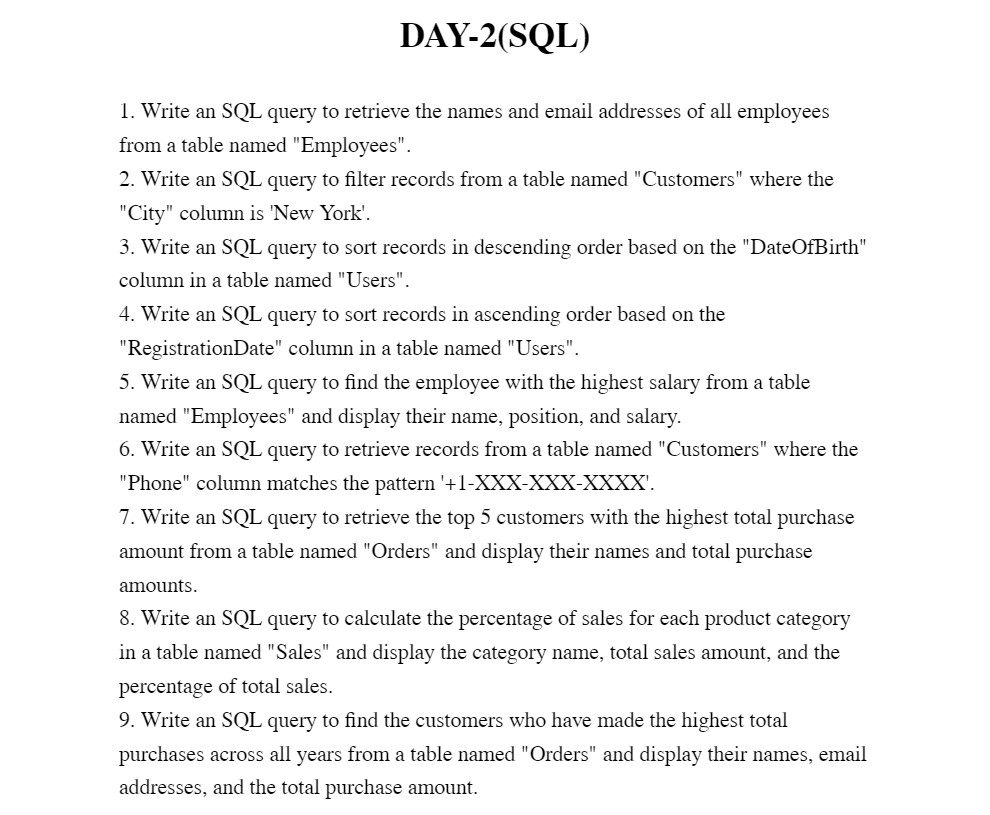 DAY-2(SQL)
1. Write an SQL query to retrieve the names and email addresses of all employees
from a table named "Employees".
2. Write an SQL query to filter records from a table named "Customers" where the
"City" column is 'New York'.
3. Write an SQL query to sort records in descending order based on the "DateOfBirth"
column in a table named "Users".
4. Write an SQL query to sort records in ascending order based on the
"RegistrationDate" column in a table named "Users".
5. Write an SQL query to find the employee with the highest salary from a table
named "Employees" and display their name, position, and salary.
6. Write an SQL query to retrieve records from a table named "Customers" where the
"Phone" column matches the pattern '+1-XXX-XXX-XXXX'.
7. Write an SQL query to retrieve the top 5 customers with the highest total purchase
amount from a table named "Orders" and display their names and total purchase
amounts.
8. Write an SQL query to calculate the percentage of sales for each product category
in a table named "Sales" and display the category name, total sales amount, and the
percentage of total sales.
9. Write an SQL query to find the customers who have made the highest total
purchases across all years from a table named "Orders" and display their names, email
addresses, and the total purchase amount.